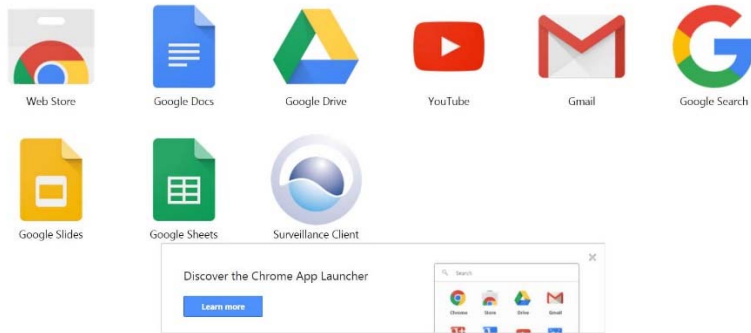 Web Store Google Docs Google Drive YouTube Gmail Google Search
Google Slides Google Sheets Surveillance Client
Discover the Chrome App Launcher
Learn more
Search
Chrome Store Drive Gmail